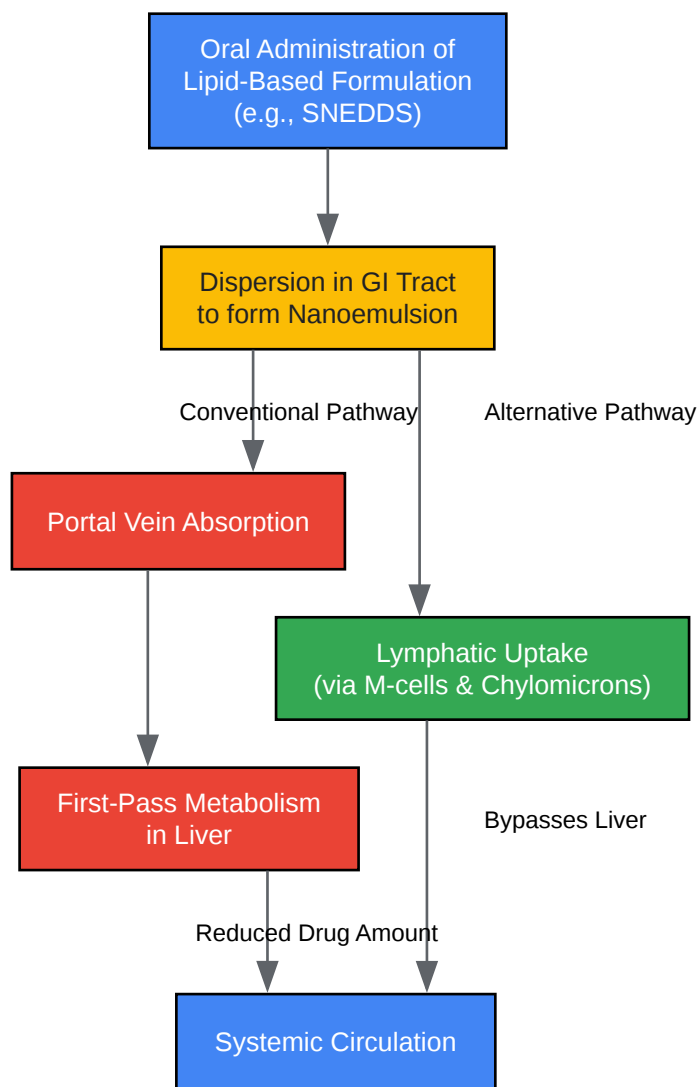 Oral Administration of
Lipid-Based Formulation
(e.g., SNEDDS)
Dispersion in GI Tract
to form Nanoemulsion
Conventional Pathway
Alternative Pathway
Portal Vein Absorption
Lymphatic Uptake
(via M-cells & Chylomicrons)
First-Pass Metabolism
in Liver
Bypasses Liver
Reduced Drug Amount
Systemic Circulation